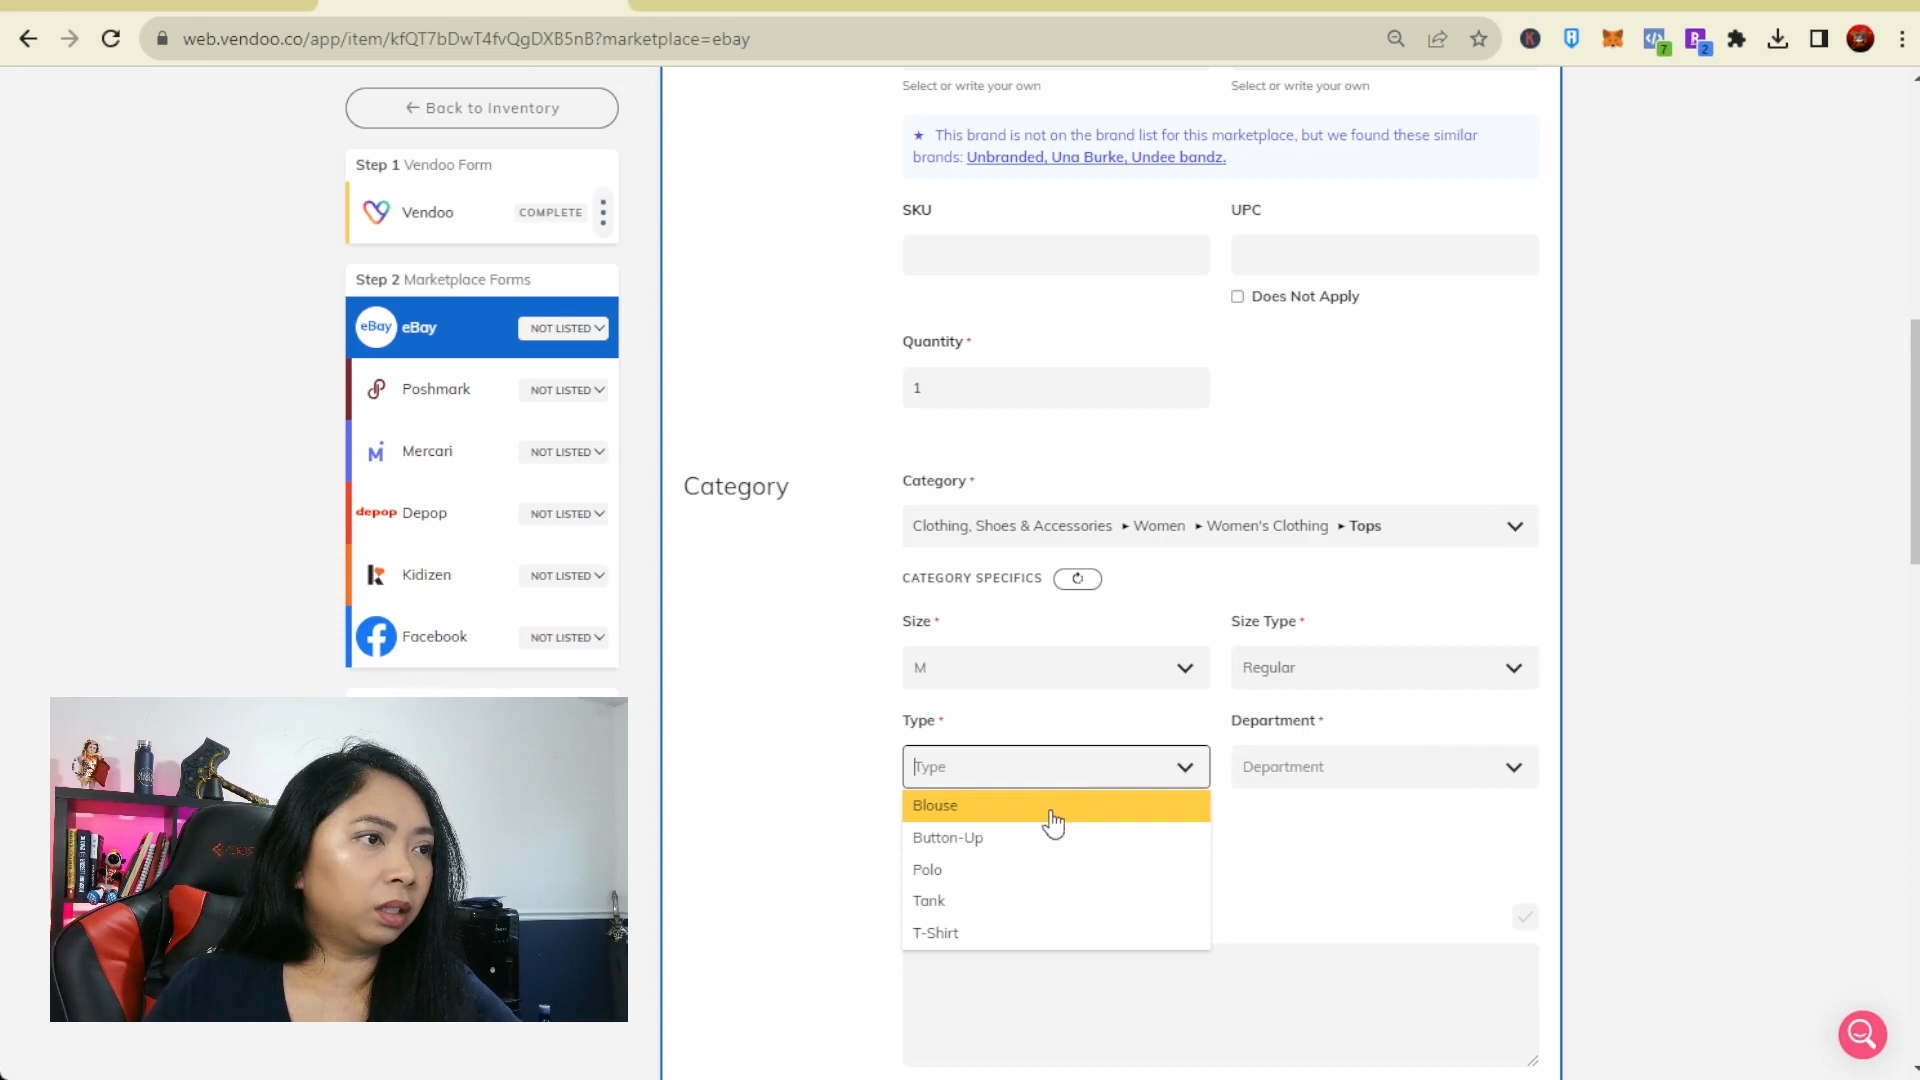 web.vendoo.co/app/item/kfQT7bDwT4fvQgDXB5nB?marketplace=ebay
7
2
← Back to Inventory
Step 1 Vendoo Form
Vendoo COMPLETE
Step 2 Marketplace Forms
eBay eBay NOT LISTED
Poshmark NOT LISTED
Mercari NOT LISTED
depop Depop NOT LISTED
Kidizen NOT LISTED
Facebook NOT LISTED
Select or write your own Select or write your own
★ This brand is not on the brand list for this marketplace, but we found these similar
brands: Unbranded, Una Burke, Undee bandz.
SKU UPC
Does Not Apply
Quantity *
1
Category
Category *
Clothing, Shoes & Accessories ▸ Women ▸ Women's Clothing ▸ Tops
CATEGORY SPECIFICS
Size * Size Type *
M Regular
Type * Department *
Type Department
Blouse
Button-Up
Polo
Tank
T-Shirt